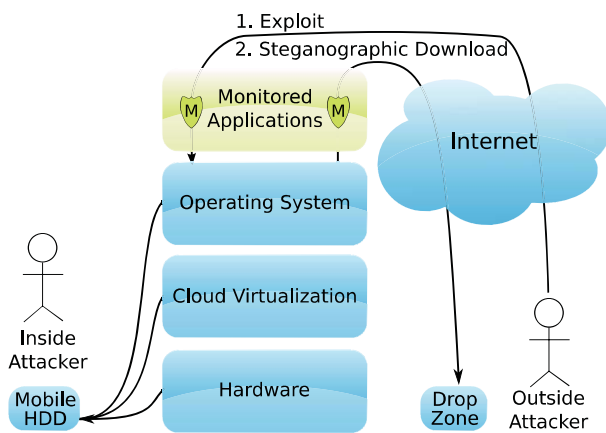 1. Exploit
2. Steganographic Download
Monitored
Applications
M
M
Internet
Operating System
Cloud Virtualization
Inside
Attacker
Hardware
Mobile
HDD
Drop
Zone
Outside
Attacker